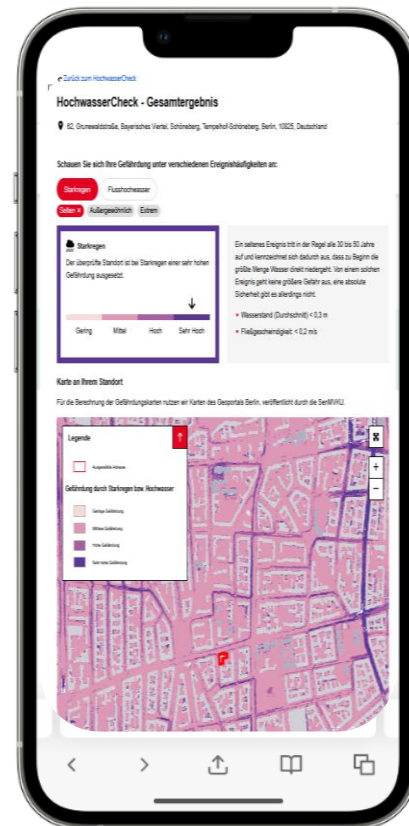 Zurück zum HochwasserCheck
HochwasserCheck - Gesamtergebnis
62, Grunewaldstraße, Bayerisches Viertel, Schöneberg, Tempelhof-Schöneberg, Berlin, 10825, Deutschland
Schauen Sie sich Ihre Gefährdung unter verschiedenen Ereignishäufigkeiten an:
Starkregen Flusshochwasser
Selten × Außergewöhnlich Extrem
Starkregen
Der überprüfte Standort ist bei Starkregen einer sehr hohen
Gefährdung ausgesetzt.
Gering Mittel Hoch Sehr Hoch
Ein seltenes Ereignis tritt in der Regel alle 30 bis 50 Jahre
auf und kennzeichnet sich dadurch aus, dass zu Beginn die
größte Menge Wasser direkt niedergeht. Von einem solchen
Ereignis geht keine größere Gefahr aus, eine absolute
Sicherheit gibt es allerdings nicht.
• Wasserstand (Durchschnitt) < 0,3 m
• Fließgeschwindigkeit: < 0,2 m/s
Karte an Ihrem Standort
Für die Berechnung der Gefährdungskarten nutzen wir Karten des Geoportals Berlin, veröffentlicht durch die SenMVKU.
Legende
Ausgewählte Adresse
Gefährdung durch Starkregen bzw. Hochwasser
Geringe Gefährdung
Mittlere Gefährdung
Hohe Gefährdung
Sehr hohe Gefährdung
+
−